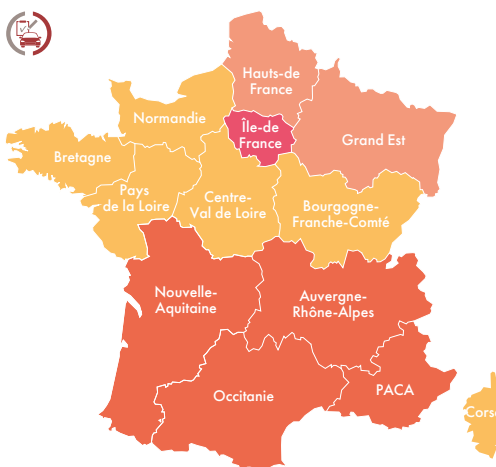 Hauts-de
France
Normandie
Île-de
France
Grand Est
Bretagne
Pays
de la Loire
Centre-
Val de Loire
Bourgogne-
Franche-Comté
Nouvelle-
Aquitaine
Auvergne-
Rhône-Alpes
Occitanie
PACA
Corse